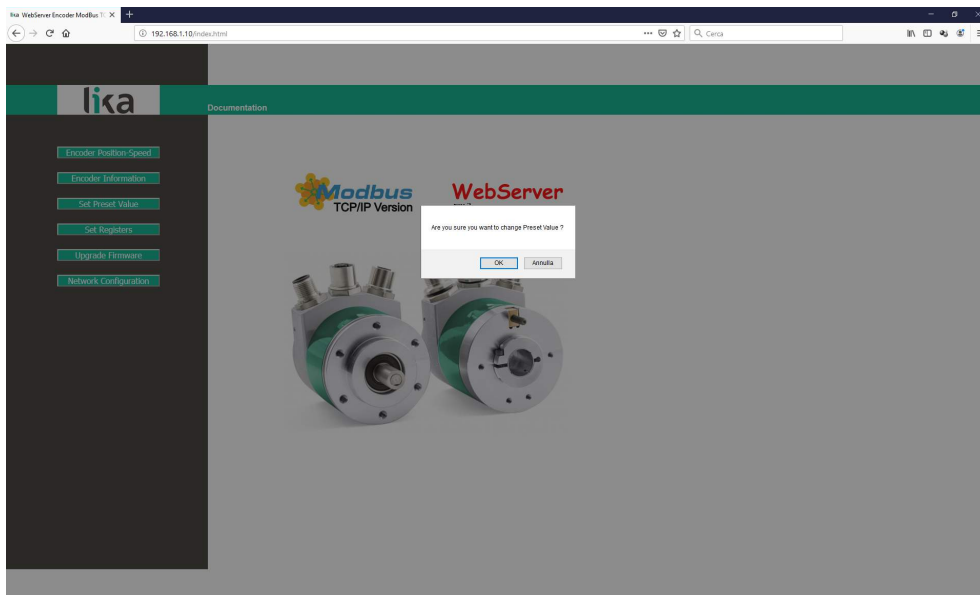 lika WebServer Encoder ModBus TC
192.168.1.10/index.html
Cerca
lika
Documentation
Encoder Position-Speed
Encoder Information
Set Preset Value
Set Registers
Upgrade Firmware
Network Configuration
Modbus
TCP/IP Version
WebServer
Are you sure you want to change Preset Value ?
OK
Annulla